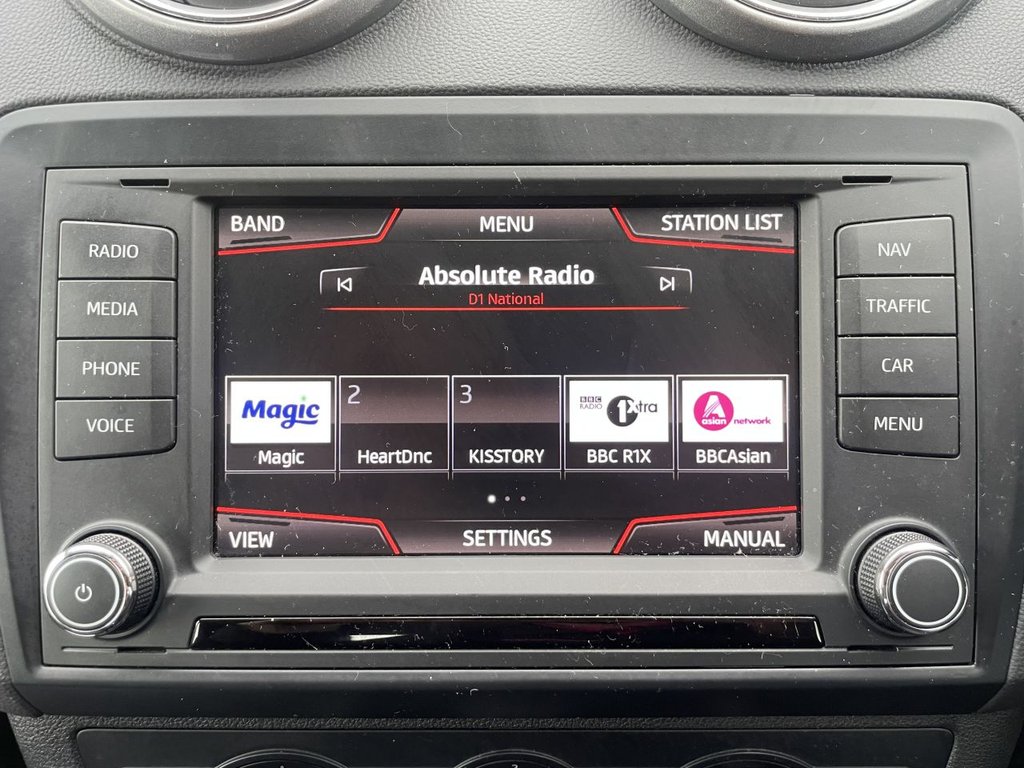 BAND MENU STATION LIST
Absolute Radio
D1 National
RADIO
MEDIA
PHONE
VOICE
NAV
TRAFFIC
CAR
MENU
Magic
Magic
2
HeartDnc
3
KISSTORY
BBC
RADIO
1Xtra
BBC R1X
asian network
BBCAsian
VIEW SETTINGS MANUAL